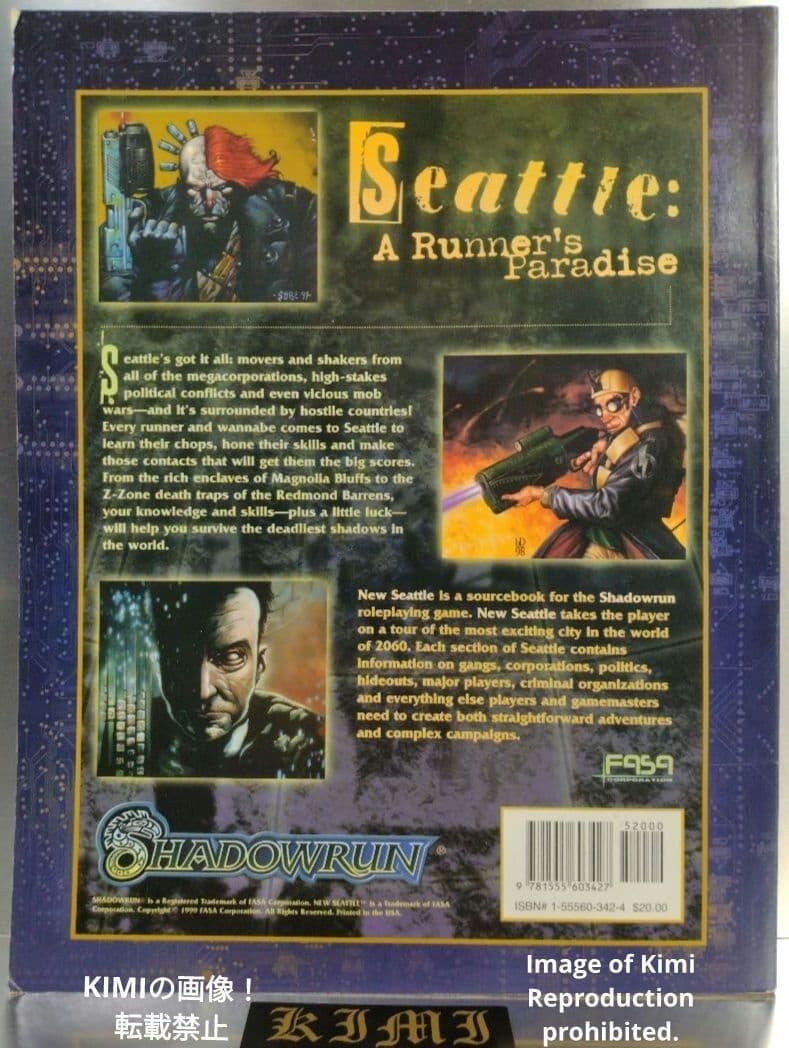 Seattle:
A Runner's
Paradise
SUBE 97
Seattle's got it all: movers and shakers from
all of the megacorporations, high-stakes
political conflicts and even vicious mob
wars—and it's surrounded by hostile countries!
Every runner and wannabe comes to Seattle to
learn their chops, hone their skills and make
those contacts that will get them the big scores.
From the rich enclaves of Magnolia Bluffs to the
Z-Zone death traps of the Redmond Barrens,
your knowledge and skills—plus a little luck—
will help you survive the deadliest shadows in
the world.
98
New Seattle is a sourcebook for the Shadowrun
roleplaying game. New Seattle takes the player
on a tour of the most exciting city in the world
of 2060. Each section of Seattle contains
information on gangs, corporations, politics,
hideouts, major players, criminal organizations
and everything else players and gamemasters
need to create both straightforward adventures
and complex campaigns.
FASA
CORPORATION
SHADOWRUN®
SHADOWRUN® is a Registered Trademark of FASA Corporation. NEW SEATTLE™ is a Trademark of FASA
Corporation. Copyright © 1999 FASA Corporation. All Rights Reserved. Printed in the USA.
52000
9 781555 603427
ISBN# 1-55560-342-4 $20.00
KIMIの画像！
転載禁止
KIMI
Image of Kimi
Reproduction
prohibited.